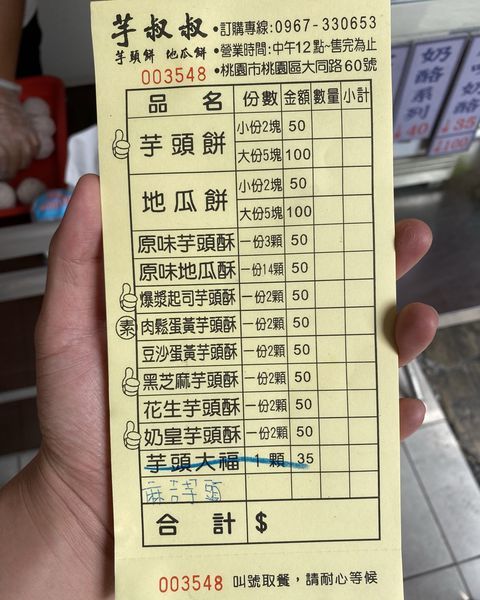 芋叔叔
芋頭餅 地瓜餅
003548
•訂購專線:0967-330653
•營業時間:中午12點-售完為止
•桃園市桃園區大同路60號
品名 份數 金額 數量 小計
芋頭餅 小份2塊 50
大份5塊 100
地瓜餅 小份2塊 50
大份5塊 100
原味芋頭酥 一份3顆 50
原味地瓜酥 一份14顆 50
爆漿起司芋頭酥 一份2顆 50
素 肉鬆蛋黃芋頭酥 一份2顆 50
豆沙蛋黃芋頭酥 一份2顆 50
黑芝麻芋頭酥 一份2顆 50
花生芋頭酥 一份2顆 50
奶皇芋頭酥 一份2顆 50
芋頭大福 1顆 35
合計 $
003548 叫號取餐，請耐心等候
奶酪系列
40
35
100